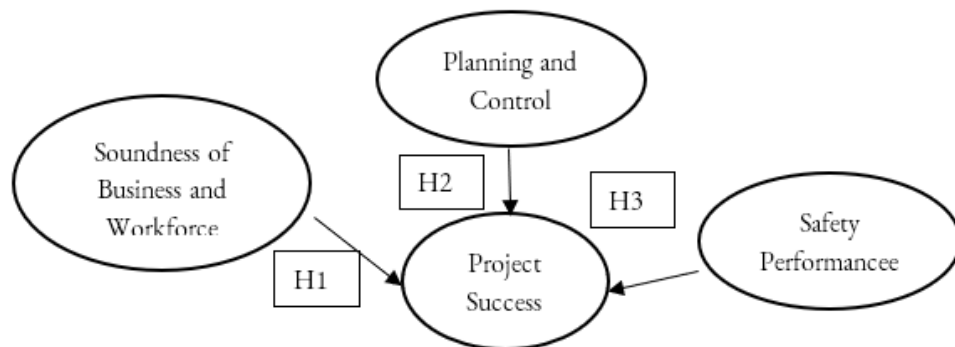 Planning and
Control
Soundness of
Business and
Workforce
H2
H3
Safety
Performancee
H1
Project
Success